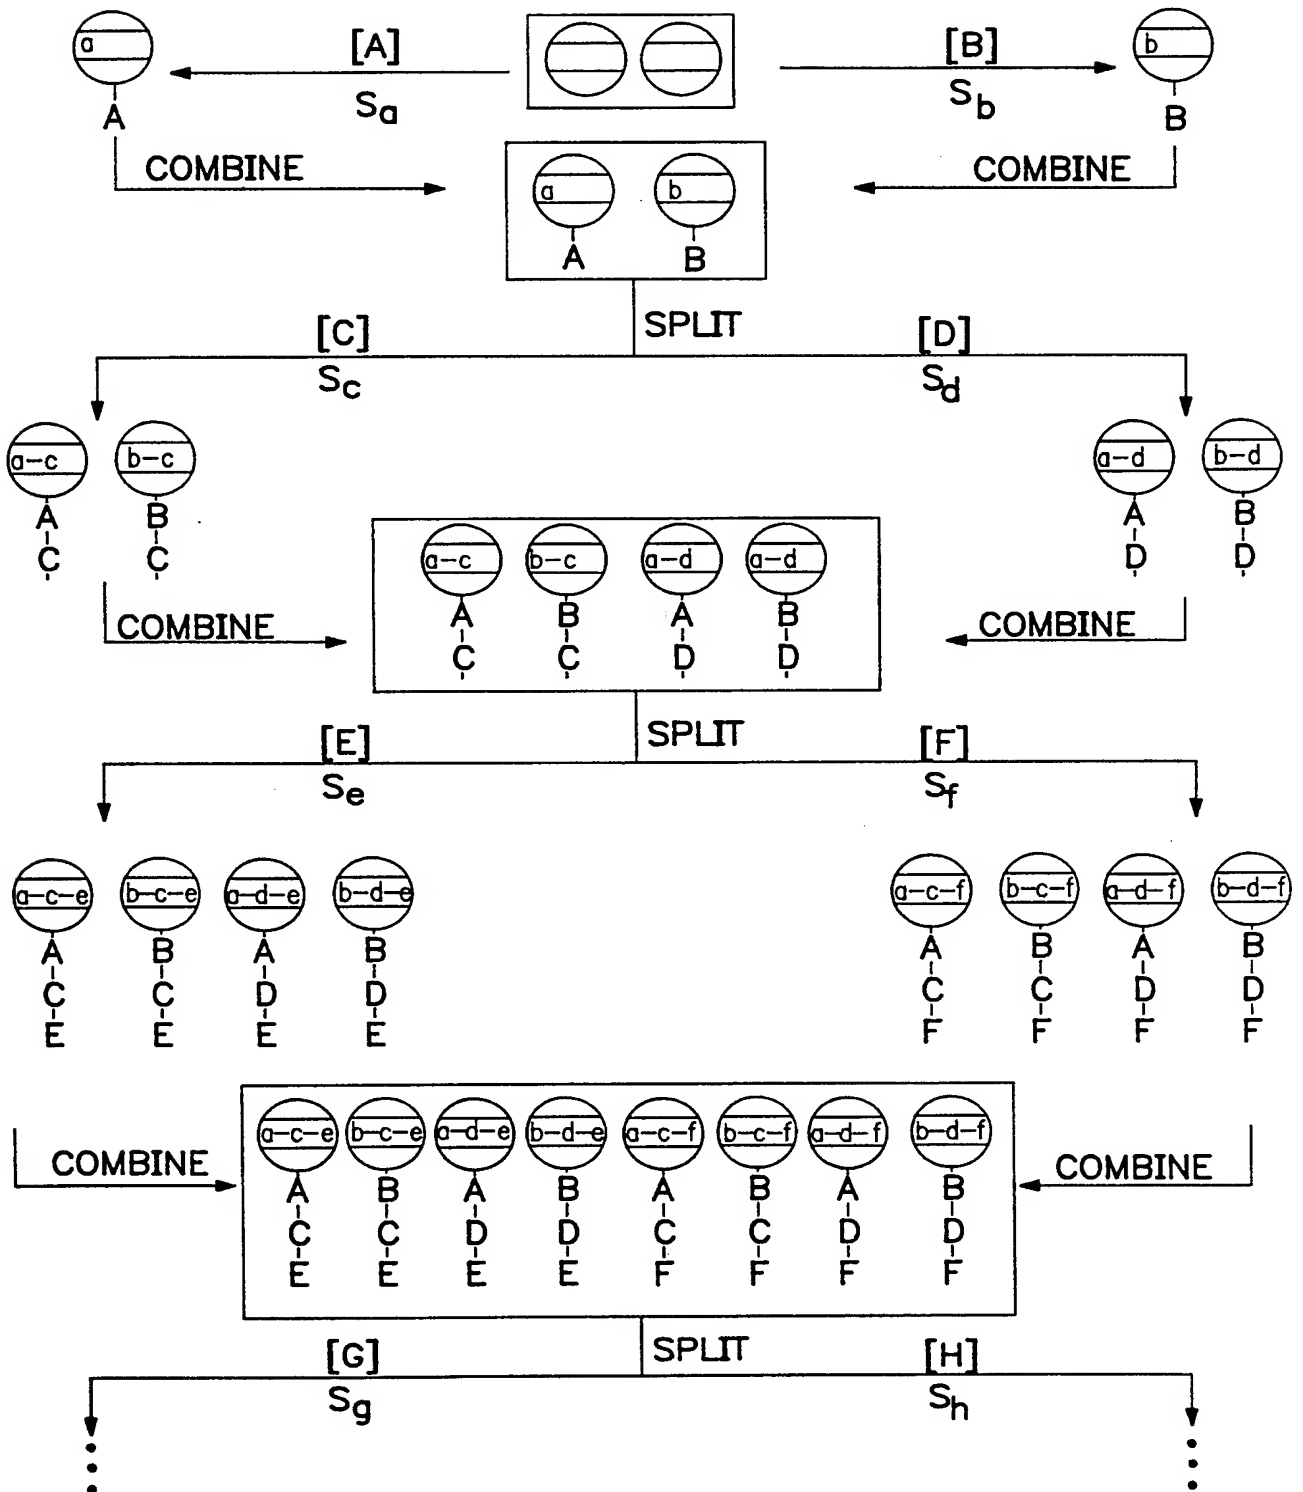 a [A] [B] b
Sa Sb
A B
COMBINE COMBINE
a b
A B
SPLIT
[C] [D]
Sc Sd
a-c b-c a-d b-d
A B A B
C C D D
a-c b-c a-d a-d
A B A B
C C D D
COMBINE COMBINE
SPLIT
[E] [F]
Se Sf
a-c-e b-c-e a-d-e b-d-e a-c-f b-c-f a-d-f b-d-f
A B A B A B A B
C C D D C C D D
E E E E F F F F
a-c-e b-c-e a-d-e b-d-e a-c-f b-c-f a-d-f b-d-f
COMBINE COMBINE
A B A B A B A B
C C D D C C D D
E E E E F F F F
SPLIT
[G] [H]
Sg Sh